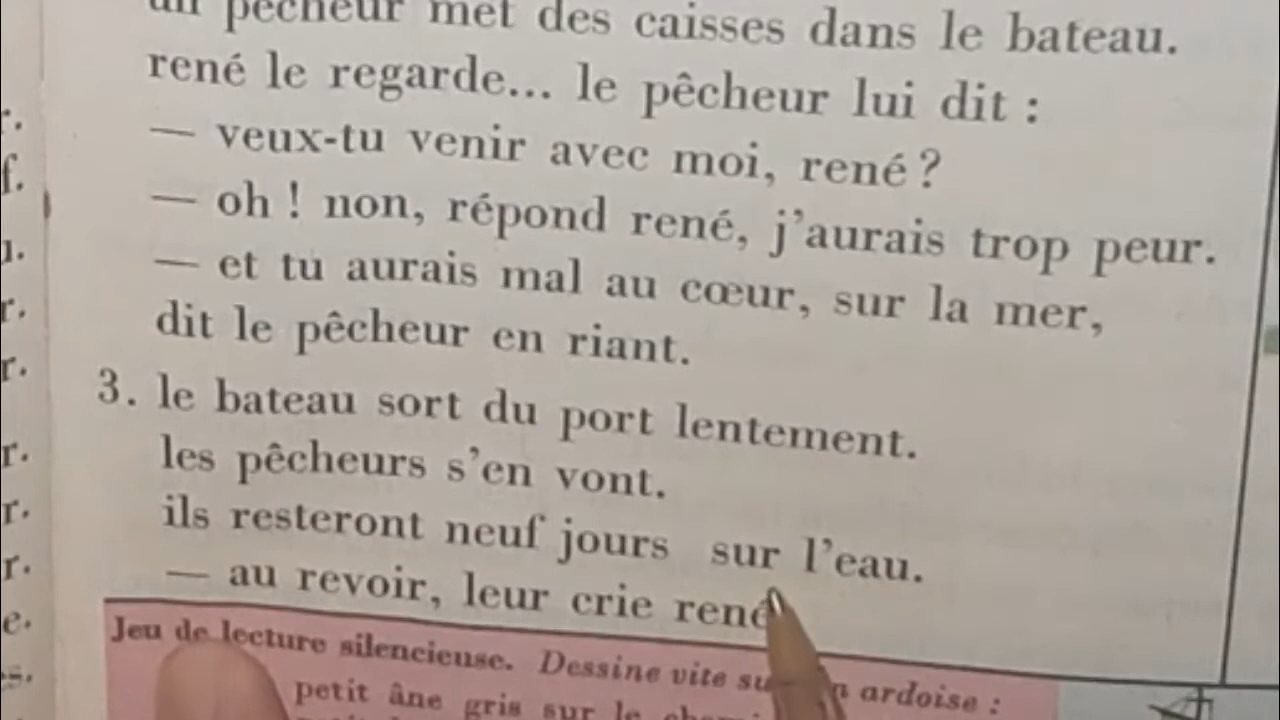 un pêcheur met des caisses dans le bateau.
rené le regarde... le pêcheur lui dit :
— veux-tu venir avec moi, rené ?
— oh ! non, répond rené, j'aurais trop peur.
— et tu aurais mal au cœur, sur la mer,
dit le pêcheur en riant.
3. le bateau sort du port lentement.
les pêcheurs s'en vont.
ils resteront neuf jours sur l'eau.
— au revoir, leur crie rené
Jeu de lecture silencieuse. Dessine vite ardoise :
petit âne gris sur le